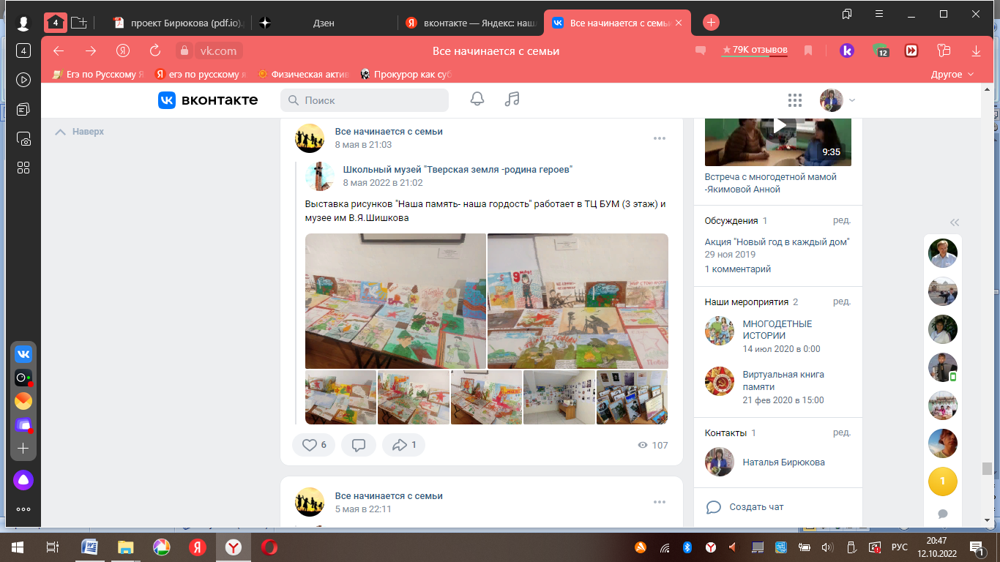 4
проект Бирюкова (pdf.io).
Дзен
вконтакте — Яндекс: наш
Все начинается с семьи
vk.com
Все начинается с семьи
79K отзывов
12
Егэ по Русскому Я
егэ по русскому я
Физическая актив
Прокурор как суб
Другое
4
вконтакте
Поиск
Наверх
Все начинается с семьи
8 мая в 21:03
Школьный музей "Тверская земля -родина героев"
8 мая 2022 в 21:02
Выставка рисунков "Наша память- наша гордость" работает в ТЦ БУМ (3 этаж) и
музее им В.Я.Шишкова
9 МАЯ
6
1
107
Все начинается с семьи
5 мая в 22:11
9:35
Встреча с многодетной мамой
-Якимовой Анной
Обсуждения 1
ред.
Акция "Новый год в каждый дом"
29 ноя 2019
1 комментарий
Наши мероприятия 2
ред.
МНОГОДЕТНЫЕ
ИСТОРИИ
14 июл 2020 в 0:00
Виртуальная книга
памяти
21 фев 2020 в 15:00
Контакты 1
ред.
Наталья Бирюкова
Создать чат
1
РУС
20:47
12.10.2022
1